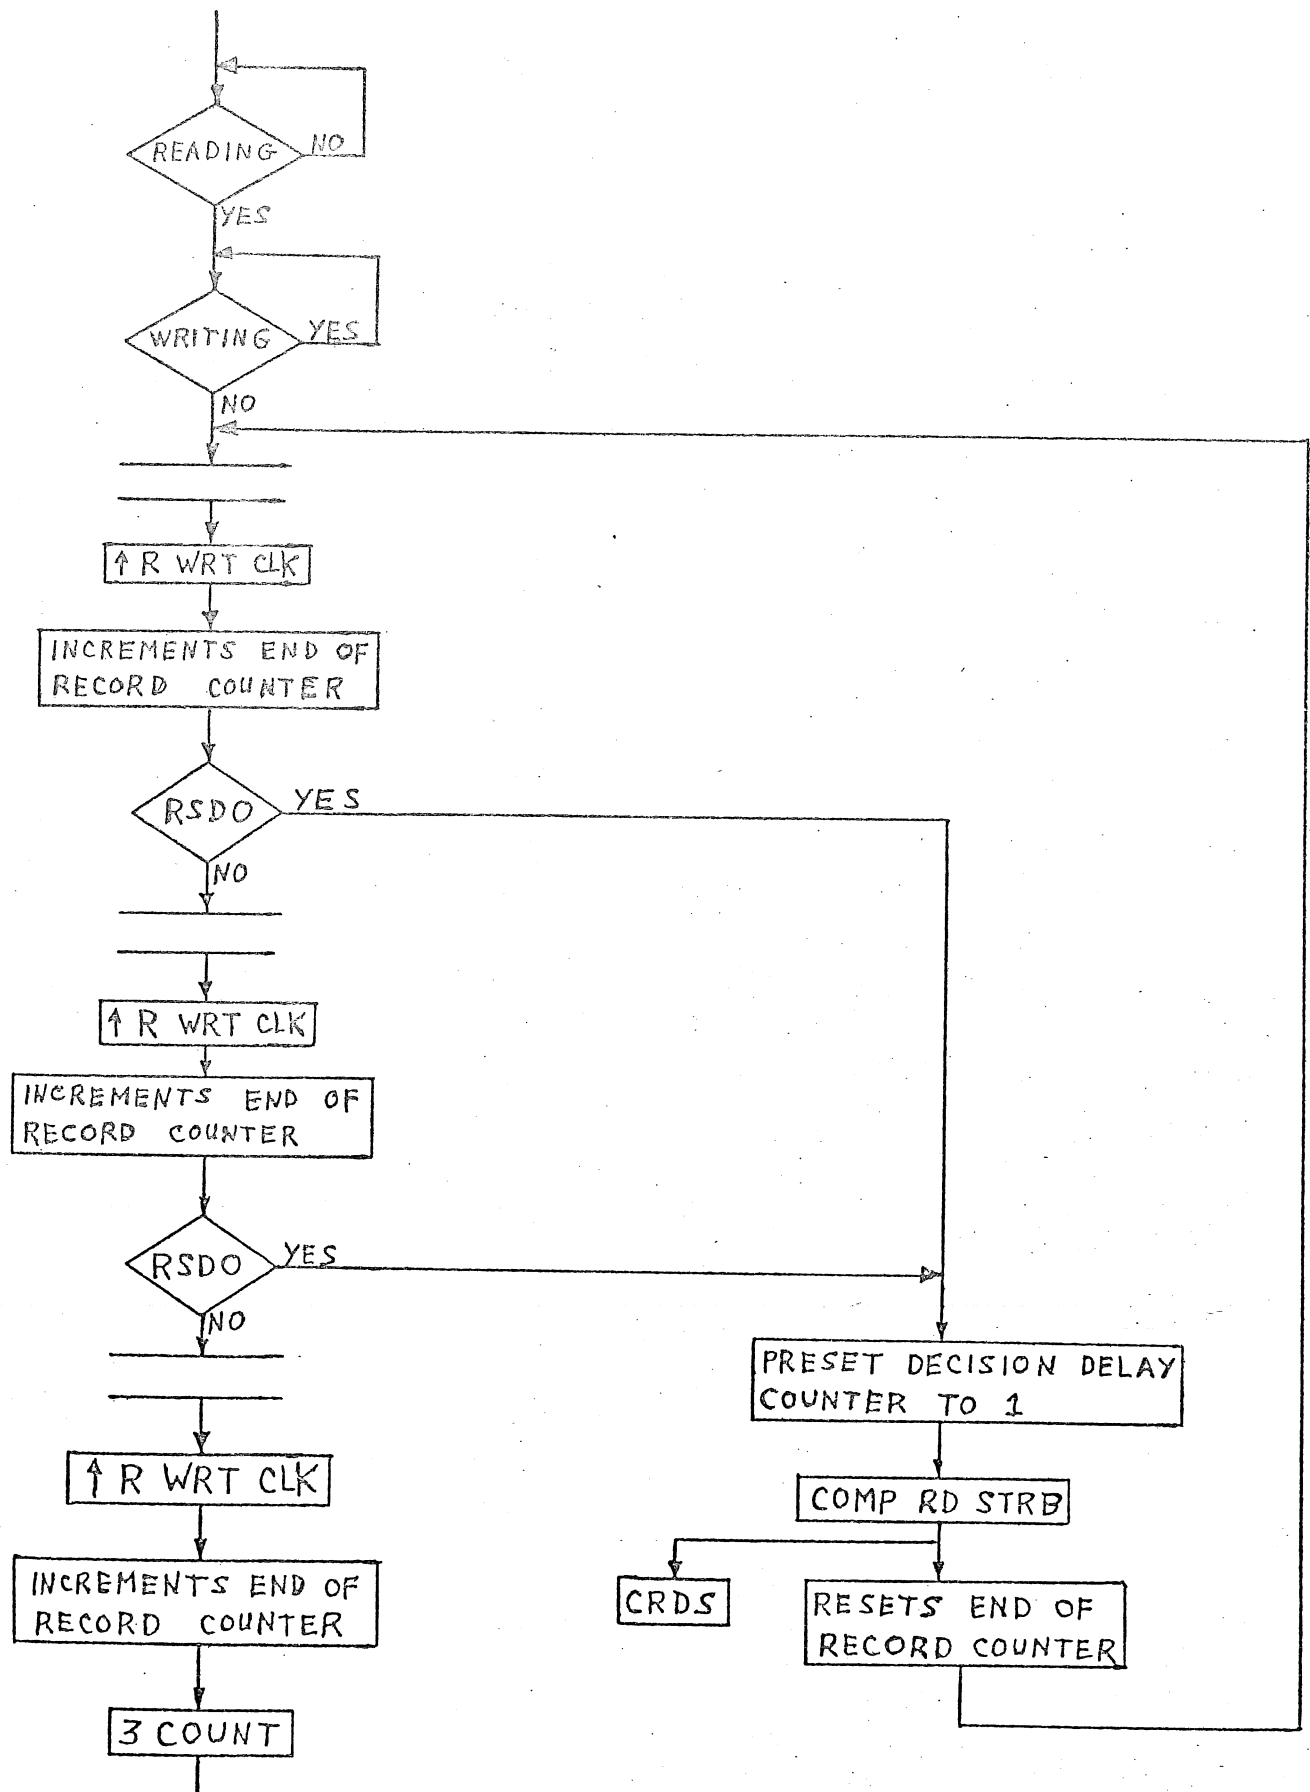 READING
NO
YES
WRITING
YES
NO
↑ R WRT CLK
INCREMENTS END OF
RECORD COUNTER
RSDO
YES
NO
↑ R WRT CLK
INCREMENTS END OF
RECORD COUNTER
RSDO
YES
NO
↑ R WRT CLK
INCREMENTS END OF
RECORD COUNTER
3 COUNT
PRESET DECISION DELAY
COUNTER TO 1
COMP RD STRB
CRDS
RESETS END OF
RECORD COUNTER